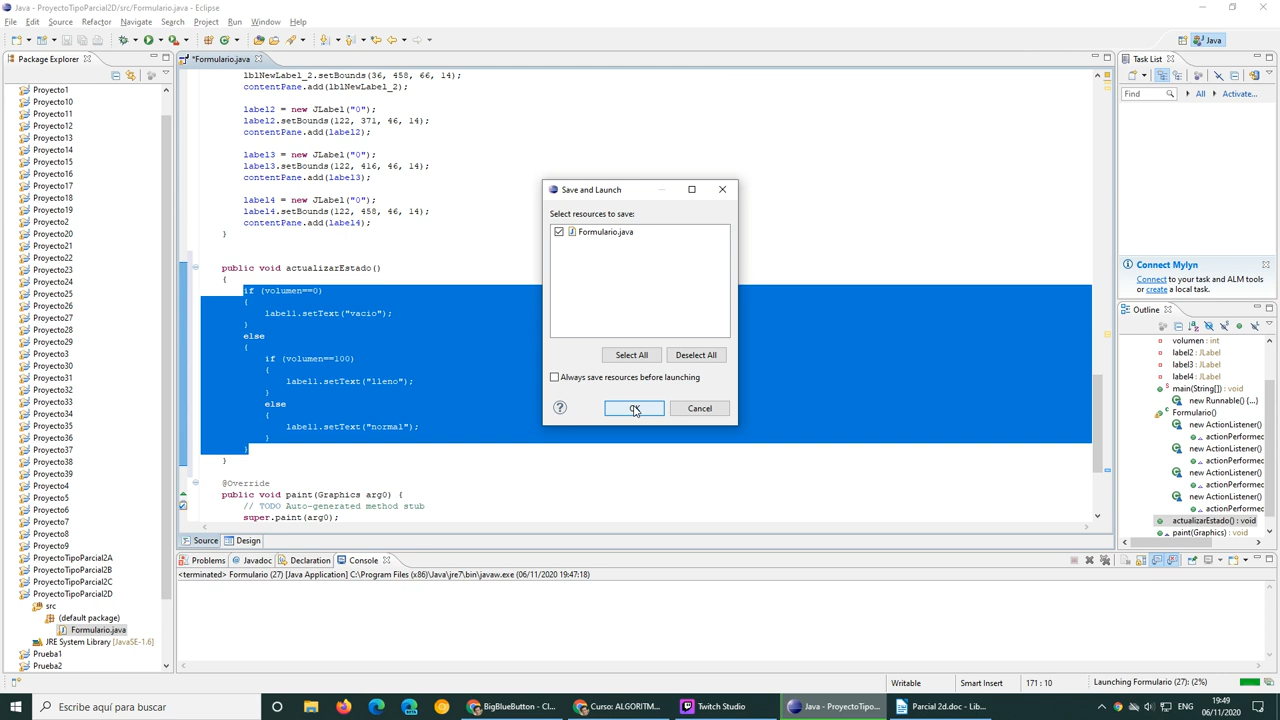 Java - ProyectoTipoParcial2D/src/Formulario.java - Eclipse
File Edit Source Refactor Navigate Search Project Run Window Help
Java
Package Explorer
Proyecto1
Proyecto10
Proyecto11
Proyecto12
Proyecto13
Proyecto14
Proyecto15
Proyecto16
Proyecto17
Proyecto18
Proyecto19
Proyecto2
Proyecto20
Proyecto21
Proyecto22
Proyecto23
Proyecto24
Proyecto25
Proyecto26
Proyecto27
Proyecto28
Proyecto29
Proyecto3
Proyecto30
Proyecto31
Proyecto32
Proyecto33
Proyecto34
Proyecto35
Proyecto36
Proyecto37
Proyecto38
Proyecto39
Proyecto4
Proyecto5
Proyecto6
Proyecto7
Proyecto8
Proyecto9
ProyectoTipoParcial2A
ProyectoTipoParcial2B
ProyectoTipoParcial2C
ProyectoTipoParcial2D
src
(default package)
Formulario.java
JRE System Library [JavaSE-1.6]
Prueba1
Prueba2
*Formulario.java
lblNewLabel_2.setBounds(36, 458, 66, 14);
contentPane.add(lblNewLabel_2);
label2 = new JLabel("0");
label2.setBounds(122, 371, 46, 14);
contentPane.add(label2);
label3 = new JLabel("0");
label3.setBounds(122, 416, 46, 14);
contentPane.add(label3);
label4 = new JLabel("0");
label4.setBounds(122, 458, 46, 14);
contentPane.add(label4);
}
public void actualizarEstado()
{
if (volumen==0)
{
label1.setText("vacio");
}
else
{
if (volumen==100)
{
label1.setText("lleno");
}
else
{
label1.setText("normal");
}
}
}
@Override
public void paint(Graphics arg0) {
// TODO Auto-generated method stub
super.paint(arg0);
Source Design
Save and Launch
Select resources to save:
Formulario.java
Select All Deselect All
Always save resources before launching
OK Cancel
Task List
Find All Activate...
Connect Mylyn
Connect to your task and ALM tools
or create a local task.
Outline
volumen : int
label2 : JLabel
label3 : JLabel
label4 : JLabel
main(String[]) : void
new Runnable() {...}
Formulario()
new ActionListener()
actionPerformed
new ActionListener()
actionPerformed
new ActionListener()
actionPerformed
new ActionListener()
actionPerformed
actualizarEstado() : void
paint(Graphics) : void
Problems Javadoc Declaration Console
<terminated> Formulario (27) [Java Application] C:\Program Files (x86)\Java\jre7\bin\javaw.exe (06/11/2020 19:47:18)
Writable Smart Insert 171 : 10 Launching Formulario (27): (2%)
Escribe aquí para buscar
BigBlueButton - Cl...
Curso: ALGORITM...
Twitch Studio
Java - ProyectoTipo...
Parcial 2d.doc - Lib...
ENG
19:49
06/11/2020